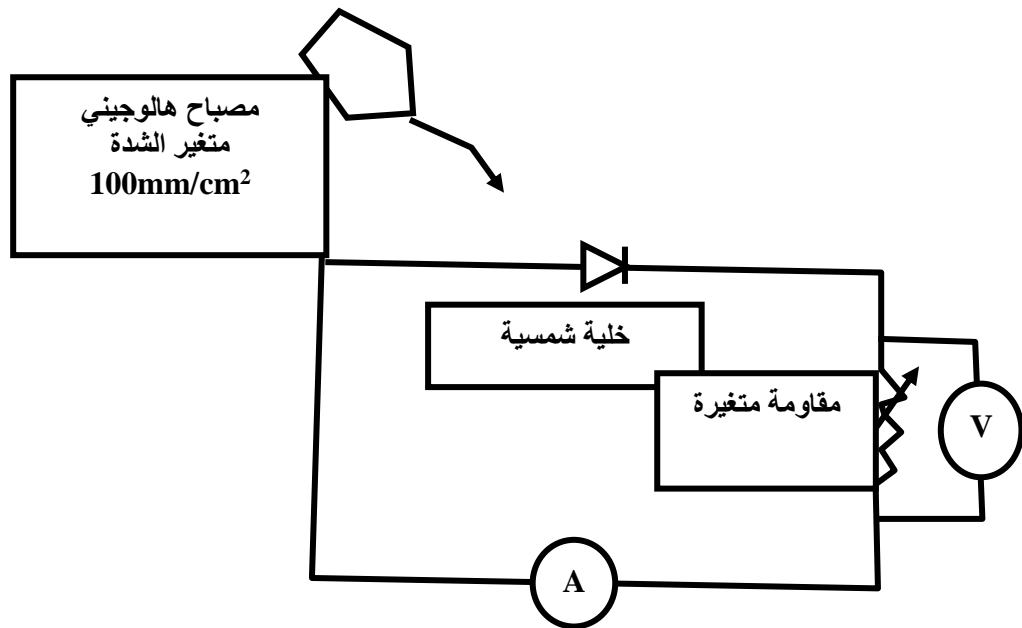 مصباح هالوجيني
متغير الشدة
100mm/cm²
خلية شمسية
مقاومة متغيرة
V
A